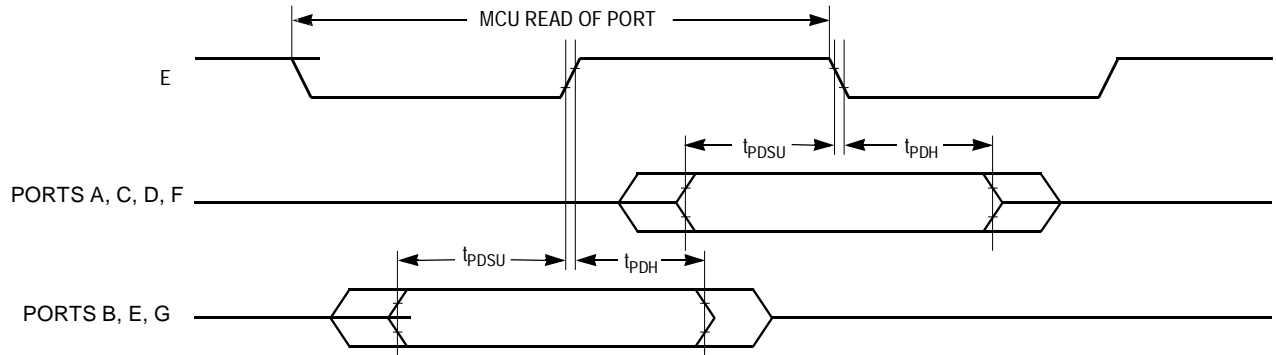 MCU READ OF PORT
E
tPDSU tPDH
PORTS A, C, D, F
tPDSU tPDH
PORTS B, E, G